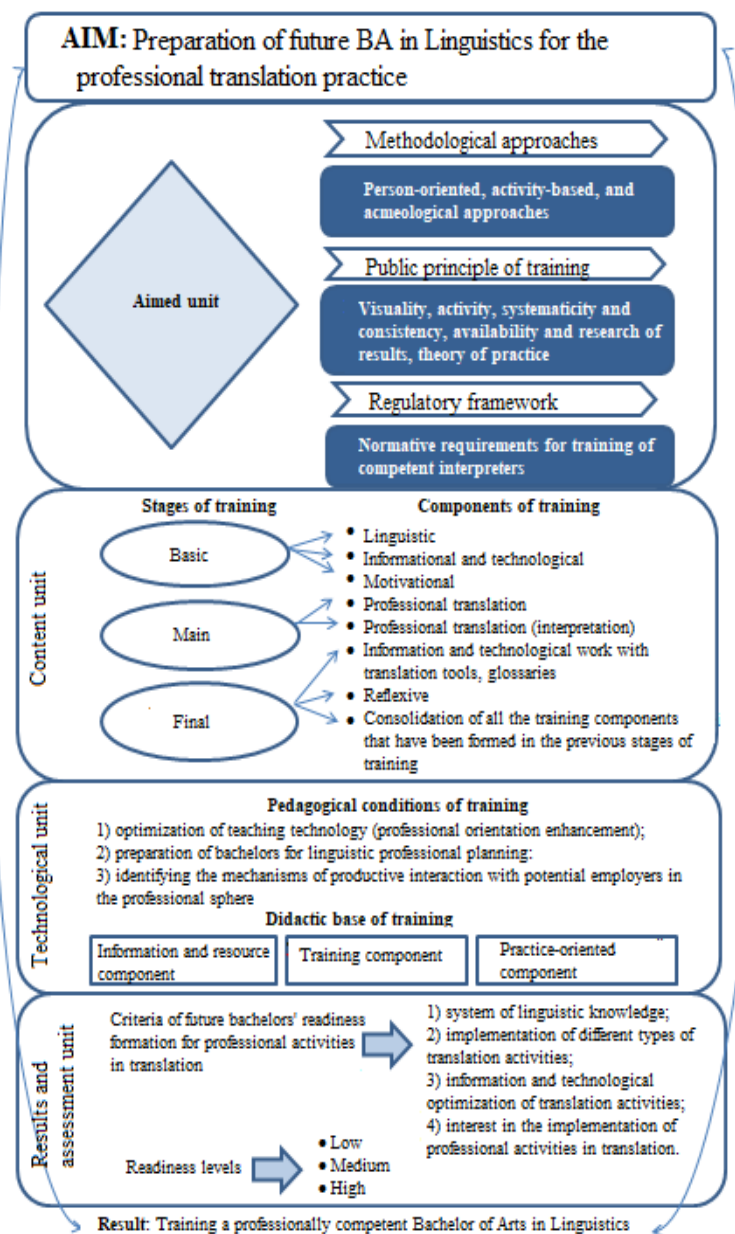 AIM: Preparation of future BA in Linguistics for the
professional translation practice
Methodological approaches
Person-oriented, activity-based, and
acmeological approaches
Aimed unit
Public principle of training
Visuality, activity, systematicity and
consistency, availability and research of
results, theory of practice
Regulatory framework
Normative requirements for training of
competent interpreters
Content unit
Stages of training
Basic
Main
Final
Components of training
• Linguistic
• Informational and technological
• Motivational
• Professional translation
• Professional translation (interpretation)
• Information and technological work with
translation tools, glossaries
• Reflexive
• Consolidation of all the training components
that have been formed in the previous stages of
training
Technological unit
Pedagogical conditions of training
1) optimization of teaching technology (professional orientation enhancement);
2) preparation of bachelors for linguistic professional planning:
3) identifying the mechanisms of productive interaction with potential employers in
the professional sphere
Didactic base of training
Information and resource
component
Training component
Practice-oriented
component
Results and
assessment unit
Criteria of future bachelors' readiness
formation for professional activities
in translation
1) system of linguistic knowledge;
2) implementation of different types of
translation activities;
3) information and technological
optimization of translation activities;
4) interest in the implementation of
professional activities in translation.
Readiness levels
• Low
• Medium
• High
Result: Training a professionally competent Bachelor of Arts in Linguistics